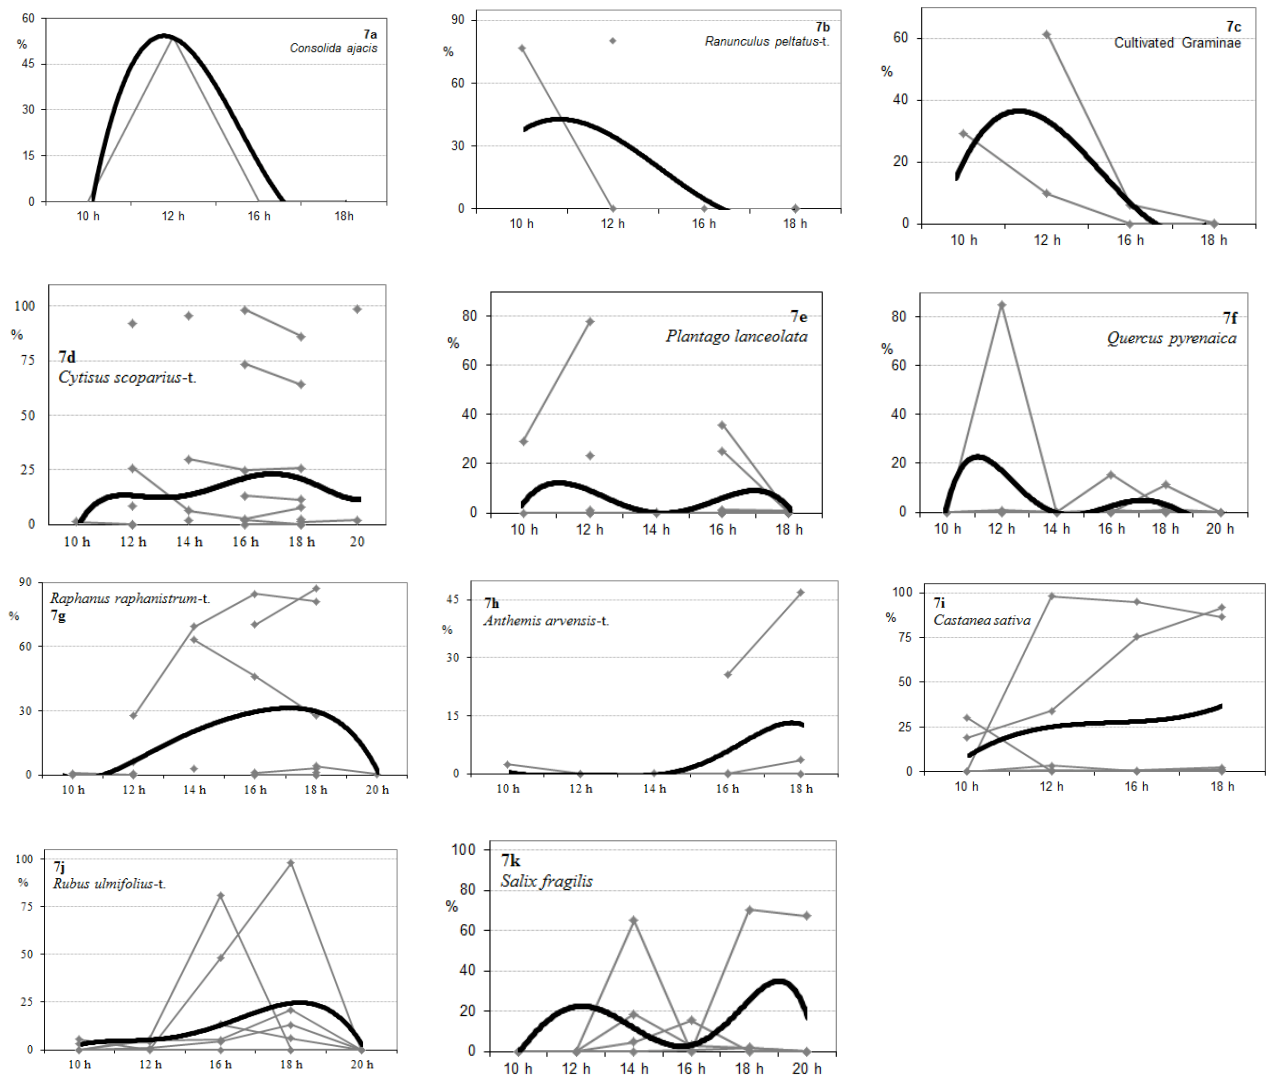 7a
Consolida ajacis
%
60
45
30
15
0
10 h 12 h 16 h 18h
7b
Ranunculus peltatus-t.
%
90
60
30
0
10 h 12 h 16 h 18 h
7c
Cultivated Graminae
%
60
40
20
0
10 h 12 h 16 h 18 h
7d
Cytisus scoparius-t.
%
100
75
50
25
0
10 h 12 h 14 h 16 h 18 h 20
7e
Plantago lanceolata
%
80
60
40
20
0
10 h 12 h 14 h 16 h 18 h
7f
Quercus pyrenaica
%
80
60
40
20
0
10 h 12 h 14 h 16 h 18 h 20 h
Raphanus raphanistrum-t.
7g
%
90
60
30
0
10 h 12 h 14 h 16 h 18 h 20 h
7h
Anthemis arvensis-t.
%
45
30
15
0
10 h 12 h 14 h 16 h 18 h
7i
Castanea sativa
%
100
75
50
25
0
10 h 12 h 16 h 18 h
7j
Rubus ulmifolius-t.
%
100
75
50
25
0
10 h 12 h 16 h 18 h 20 h
7k
Salix fragilis
%
100
80
60
40
20
0
10 h 12 h 14 h 16 h 18 h 20 h